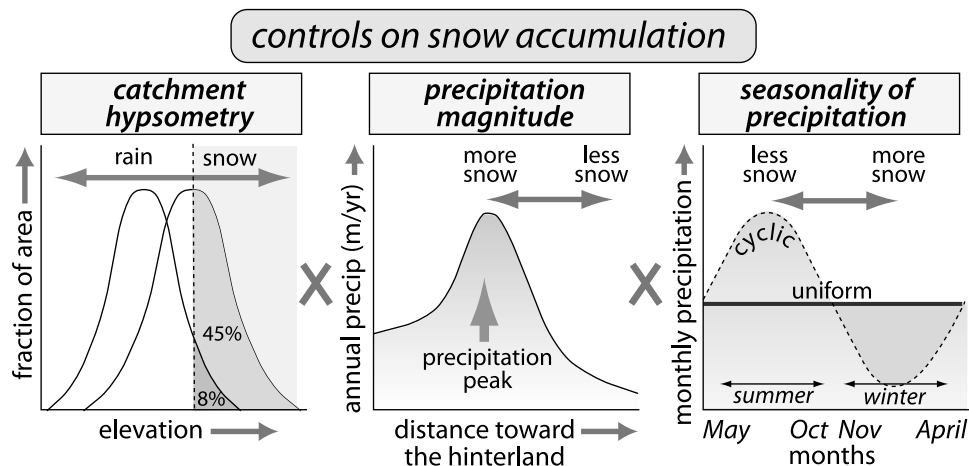 controls on snow accumulation
catchment
hypsometry
rain
snow
fraction of area
45%
8%
elevation
X
precipitation
magnitude
more
snow
less
snow
annual precip (m/yr)
precipitation
peak
distance toward
the hinterland
X
seasonality of
precipitation
less
snow
more
snow
monthly precipitation
cyclic
uniform
summer
winter
May
Oct
Nov
April
months